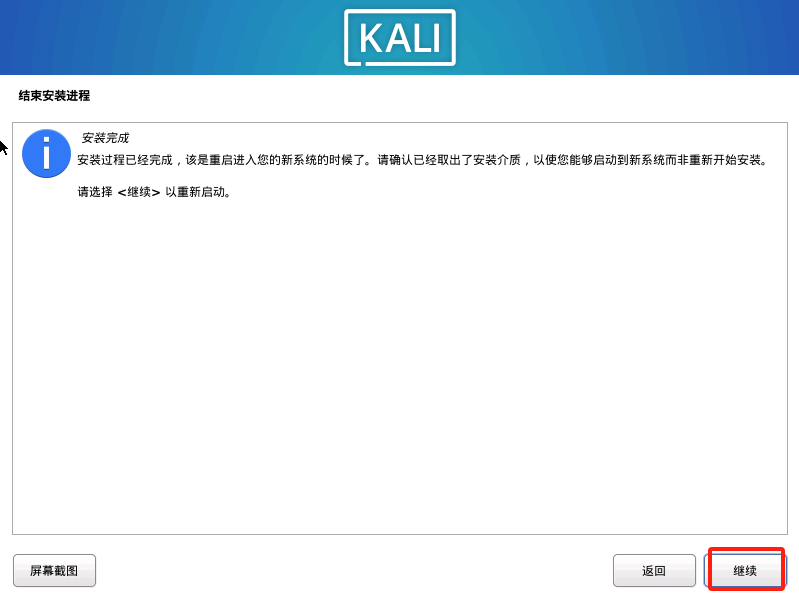 KALI
结束安装进程
安装完成
安装过程已经完成，该是重启进入您的新系统的时候了。请确认已经取出了安装介质，以使您能够启动到新系统而非重新开始安装。
请选择 <继续> 以重新启动。
屏幕截图
返回
继续